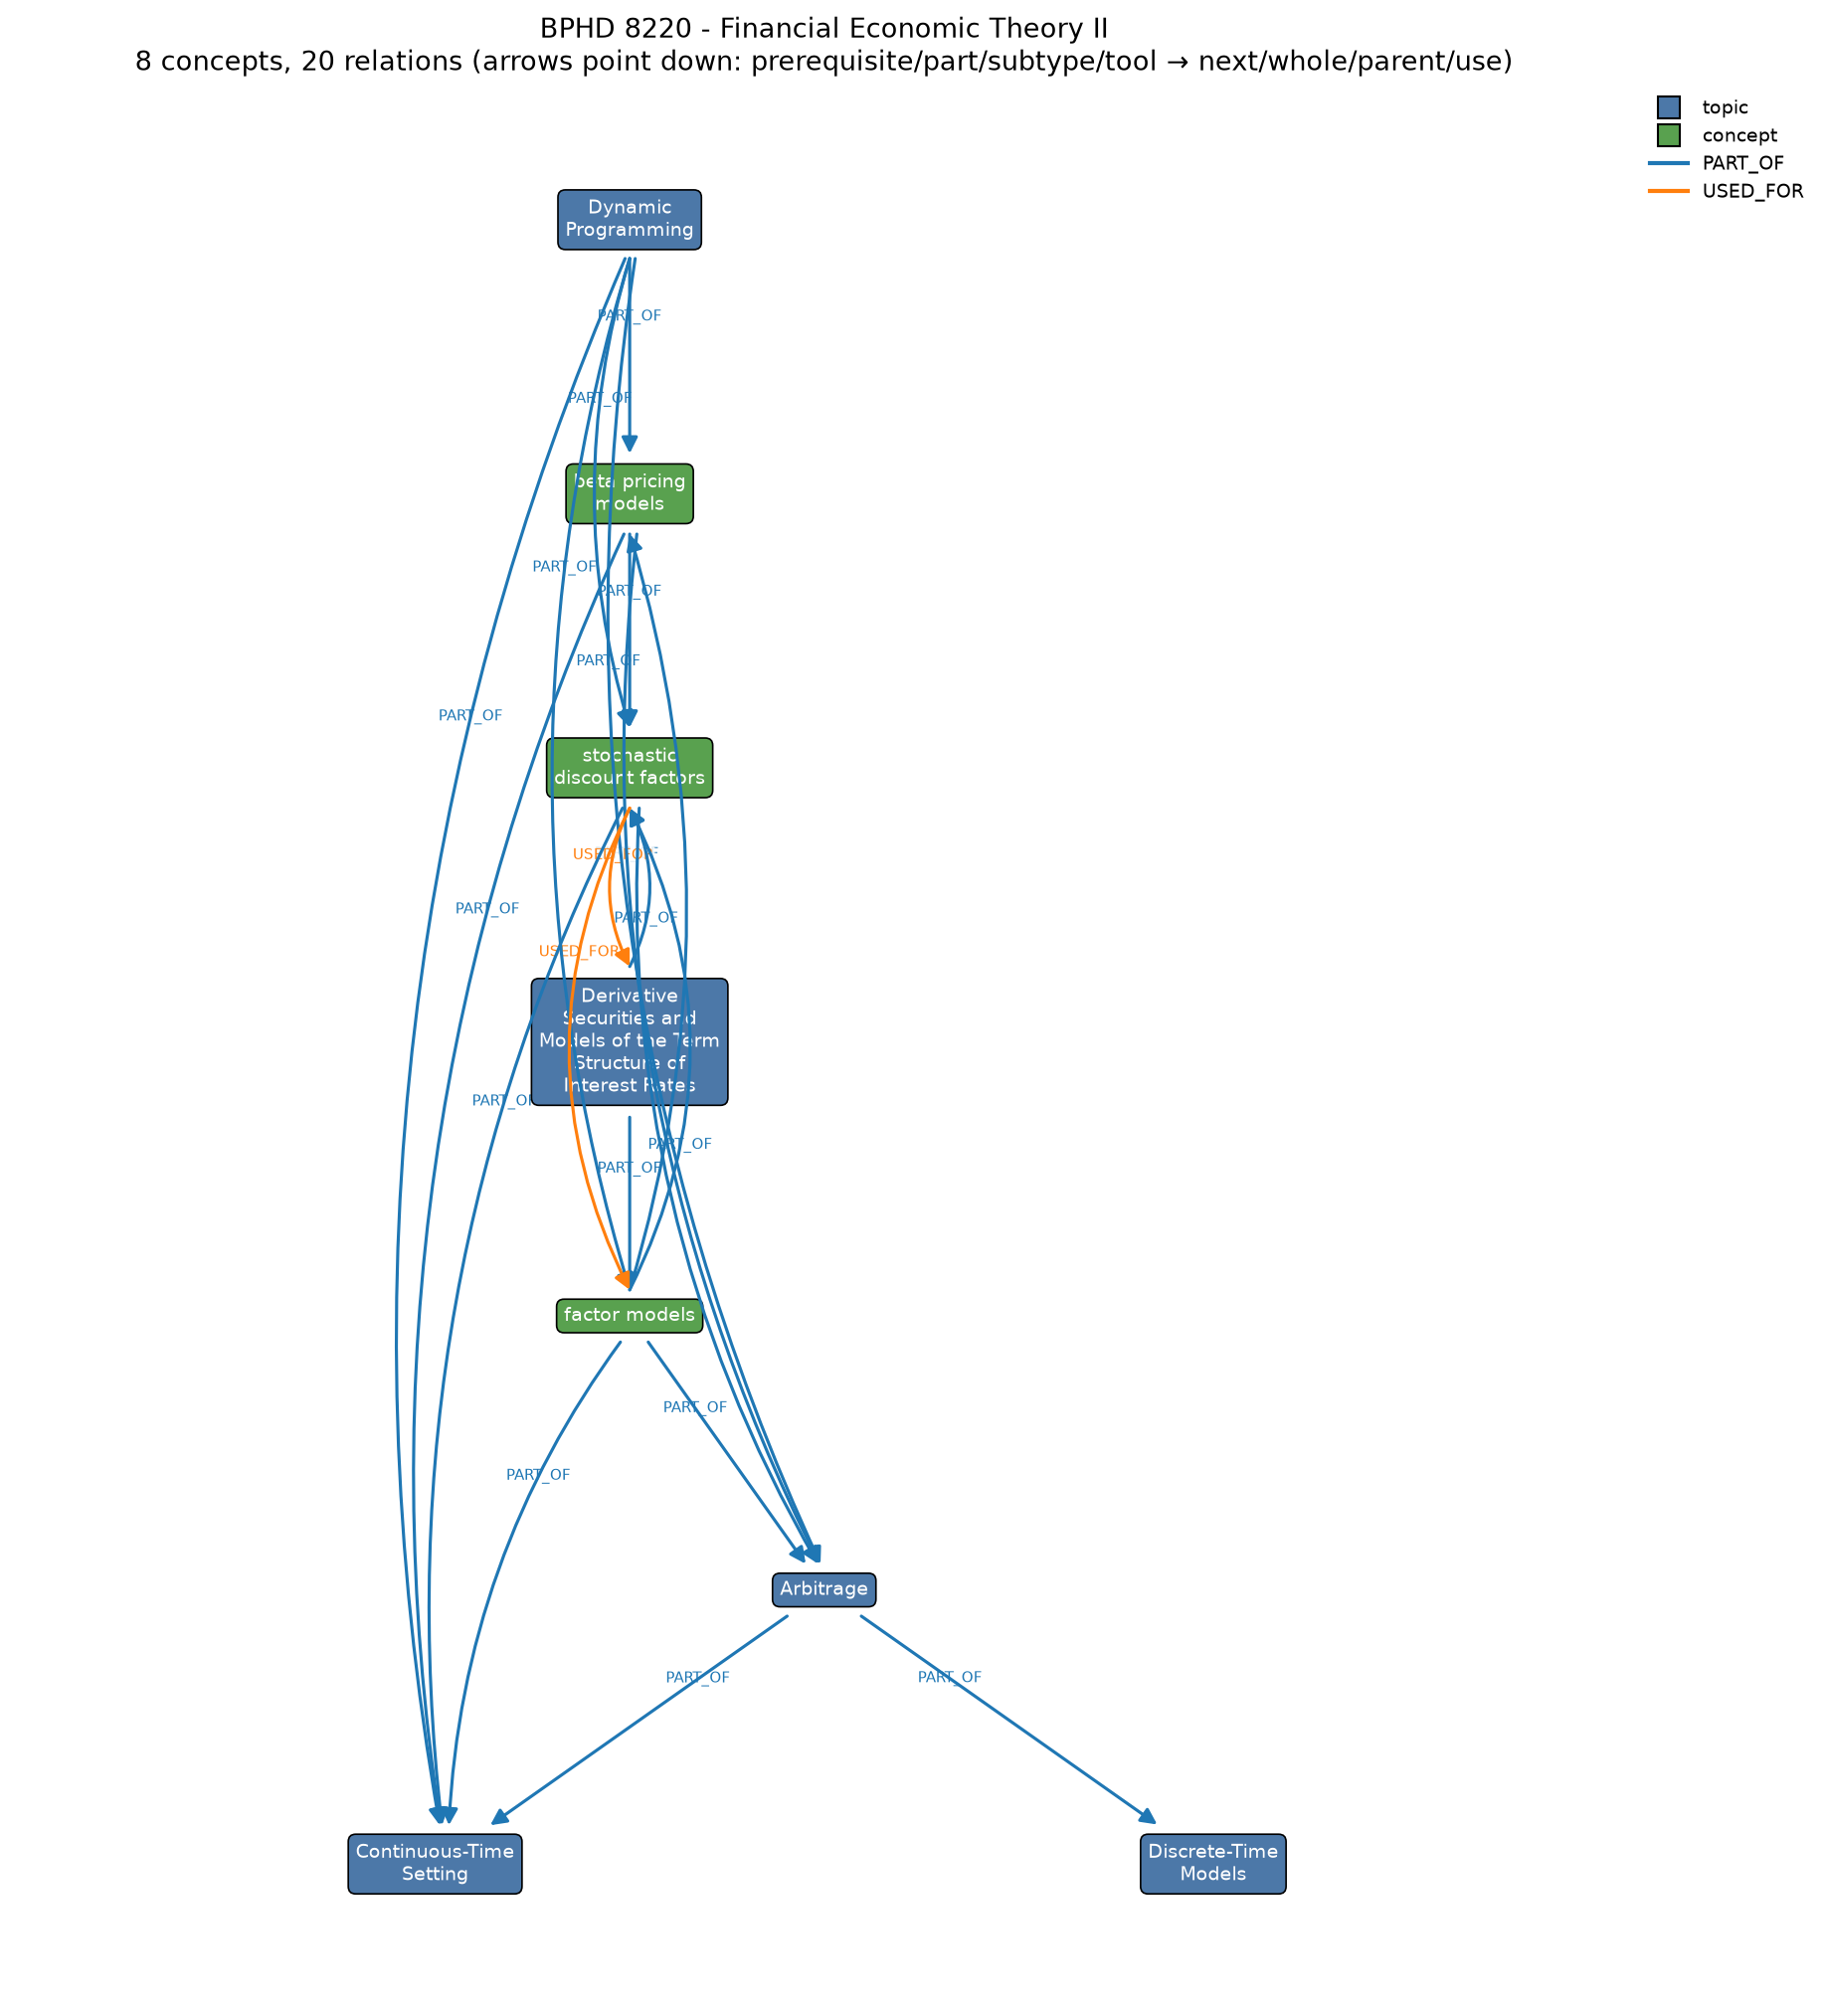 BPHD 8220 - Financial Economic Theory II
8 concepts, 20 relations (arrows point down: prerequisite/part/subtype/tool → next/whole/parent/use)
topic
concept
PART_OF
USED_FOR
Dynamic
Programming
PART_OF
PART_OF
beta pricing
models
PART_OF
PART_OF
PART_OF
PART_OF
stochastic
discount factors
USED_FOR
PART_OF
PART_OF
USED_FOR
Derivative
Securities and
Models of the Term
Structure of
Interest Rates
PART_OF
PART_OF
PART_OF
factor models
PART_OF
PART_OF
Arbitrage
PART_OF
PART_OF
Continuous-Time
Setting
Discrete-Time
Models